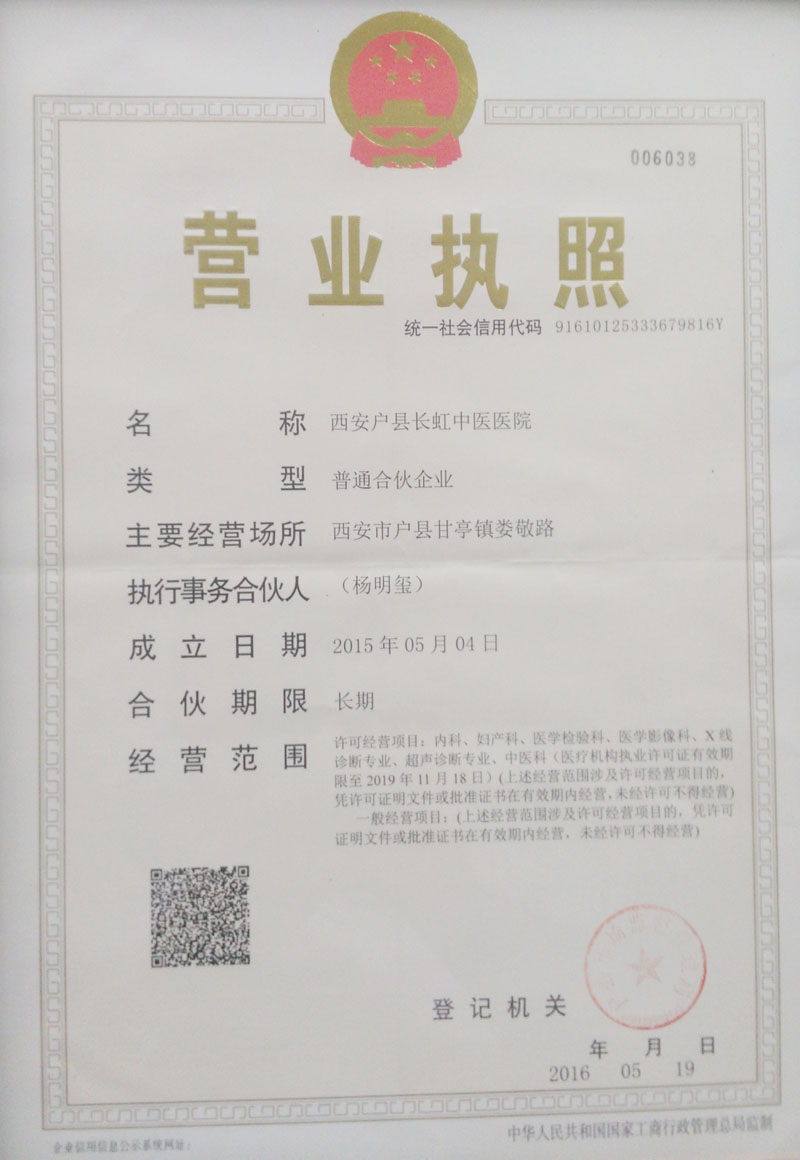 006038
营业执照
统一社会信用代码 91610125333679816Y
名称 西安户县长虹中医医院
类型 普通合伙企业
主要经营场所 西安市户县甘亭镇娄敬路
执行事务合伙人 （杨明玺）
成立日期 2015年05月04日
合伙期限 长期
经营范围 许可经营项目：内科、妇产科、医学检验科、医学影像科、X线
诊断专业、超声诊断专业、中医科（医疗机构执业许可证有效期
限至2019年11月18日）(上述经营范围涉及许可经营项目的，
凭许可证明文件或批准证书在有效期内经营，未经许可不得经营)
一般经营项目：(上述经营范围涉及许可经营项目的，凭许可
证明文件或批准证书在有效期内经营，未经许可不得经营)
登记机关
年 月 日
2016 05 19
企业信用信息公示系统网址：
中华人民共和国国家工商行政管理总局监制